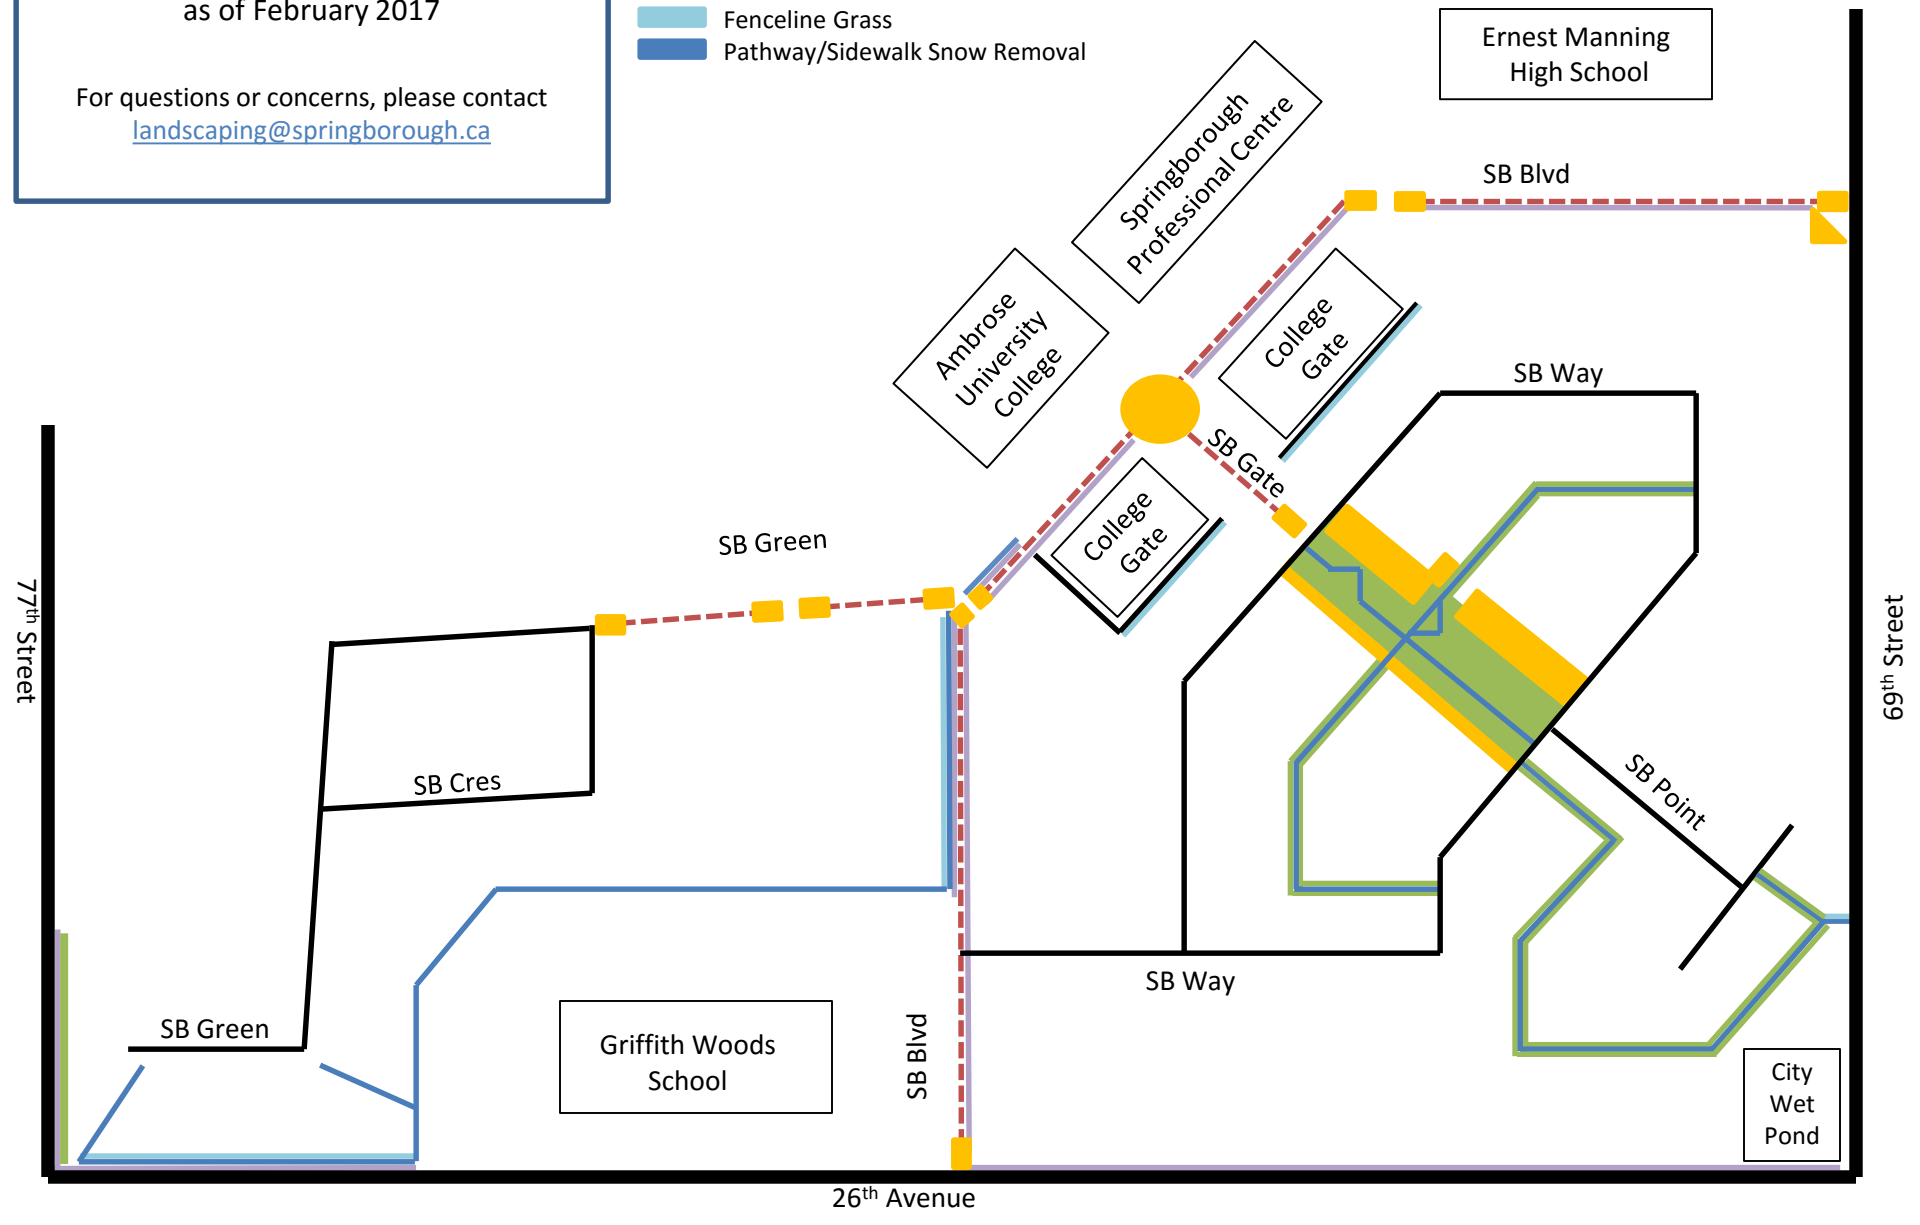 as of February 2017
For questions or concerns, please contact
landscaping@springborough.ca
Fenceline Grass
Pathway/Sidewalk Snow Removal
Ernest Manning
High School
Springborough
Professional Centre
SB Blvd
Ambrose
University
College
College
Gate
SB Way
SB Gate
College
Gate
SB Green
77th Street
69th Street
SB Cres
SB Point
SB Way
SB Green
Griffith Woods
School
SB Blvd
City
Wet
Pond
26th Avenue